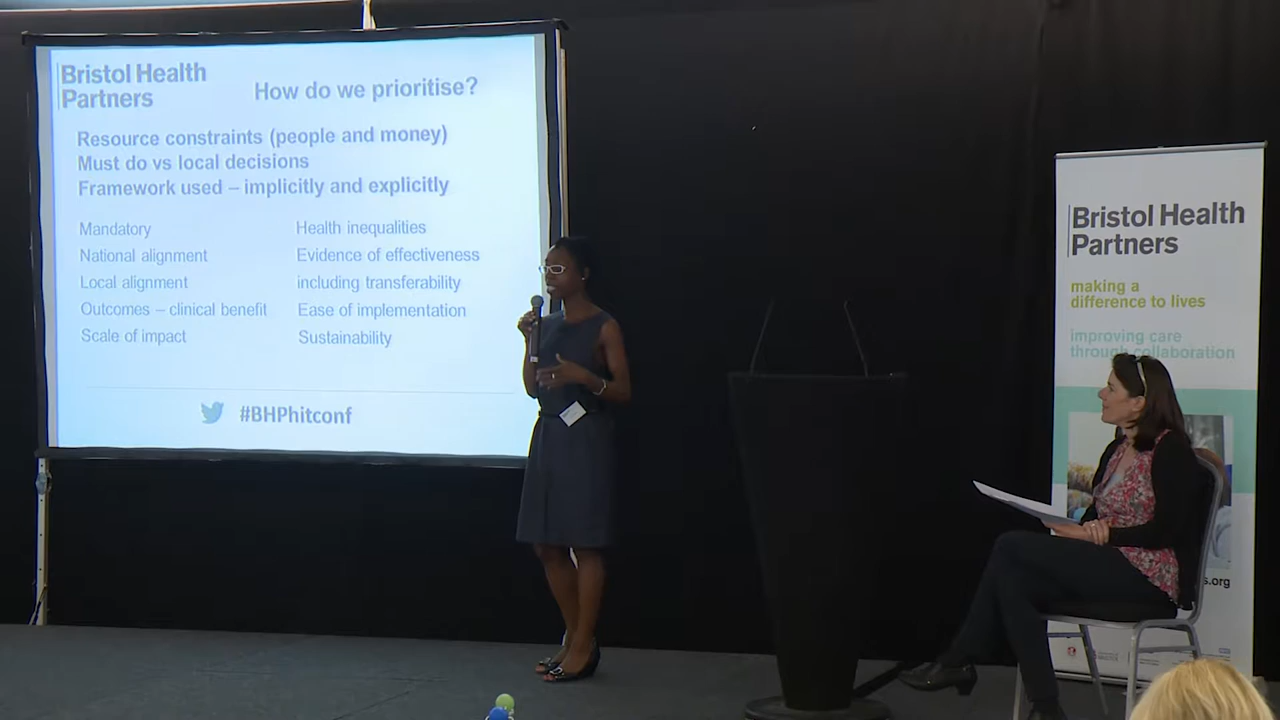 Bristol Health
Partners
How do we prioritise?
Resource constraints (people and money)
Must do vs local decisions
Framework used – implicitly and explicitly
Mandatory
National alignment
Local alignment
Outcomes – clinical benefit
Scale of impact
Health inequalities
Evidence of effectiveness
including transferability
Ease of implementation
Sustainability
#BHPhitconf
Bristol Health
Partners
making a
difference to lives
improving care
through collaboration
s.org